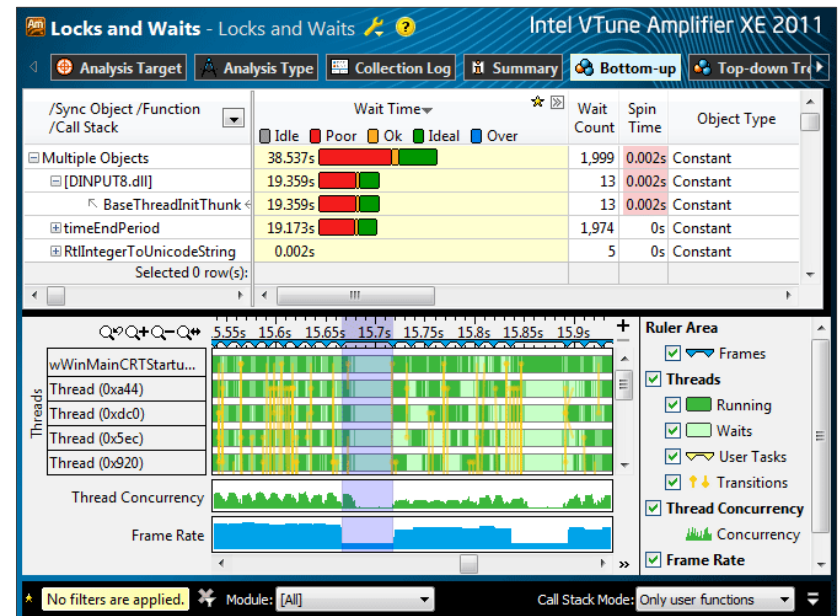 Am Locks and Waits - Locks and Waits ? Intel VTune Amplifier XE 2011
Analysis Target Analysis Type Collection Log Summary Bottom-up Top-down Tre
/Sync Object /Function
/Call Stack
Wait Time
Idle Poor Ok Ideal Over
Wait
Count
Spin
Time
Object Type
Multiple Objects 38.537s 1,999 0.002s Constant
[DINPUT8.dll] 19.359s 13 0.002s Constant
BaseThreadInitThunk 19.359s 13 0.002s Constant
timeEndPeriod 19.173s 1,974 0s Constant
RtlIntegerToUnicodeString 0.002s 5 0s Constant
Selected 0 row(s):
5.55s 15.6s 15.65s 15.7s 15.75s 15.8s 15.85s 15.9s
Threads
wWinMainCRTStartu...
Thread (0xa44)
Thread (0xdc0)
Thread (0x5ec)
Thread (0x920)
Thread Concurrency
Frame Rate
Ruler Area
Frames
Threads
Running
Waits
User Tasks
Transitions
Thread Concurrency
Concurrency
Frame Rate
No filters are applied. Module: [All] Call Stack Mode: Only user functions